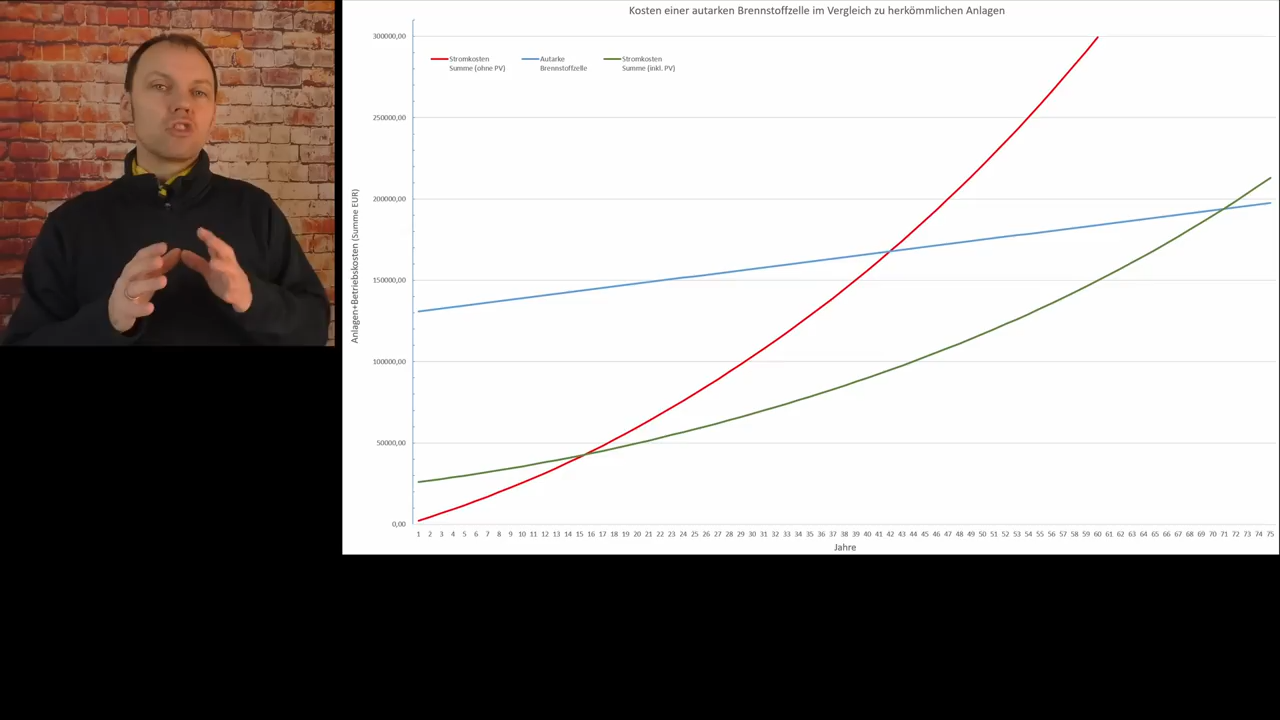 Kosten einer autarken Brennstoffzelle im Vergleich zu herkömmlichen Anlagen
300000,00
Stromkosten Summe (ohne PV)
Autarke Brennstoffzelle
Stromkosten Summe (inkl. PV)
250000,00
200000,00
150000,00
100000,00
50000,00
0,00
Anlagen+Betriebskosten (Summe EUR)
1 2 3 4 5 6 7 8 9 10 11 12 13 14 15 16 17 18 19 20 21 22 23 24 25 26 27 28 29 30 31 32 33 34 35 36 37 38 39 40 41 42 43 44 45 46 47 48 49 50 51 52 53 54 55 56 57 58 59 60 61 62 63 64 65 66 67 68 69 70 71 72 73 74 75
Jahre